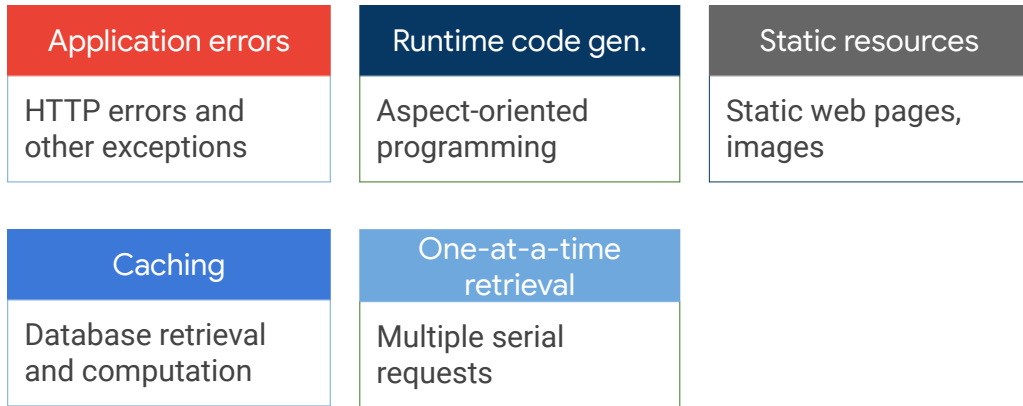 Application errors
HTTP errors and
other exceptions
Runtime code gen.
Aspect-oriented
programming
Static resources
Static web pages,
images
Caching
Database retrieval
and computation
One-at-a-time
retrieval
Multiple serial
requests